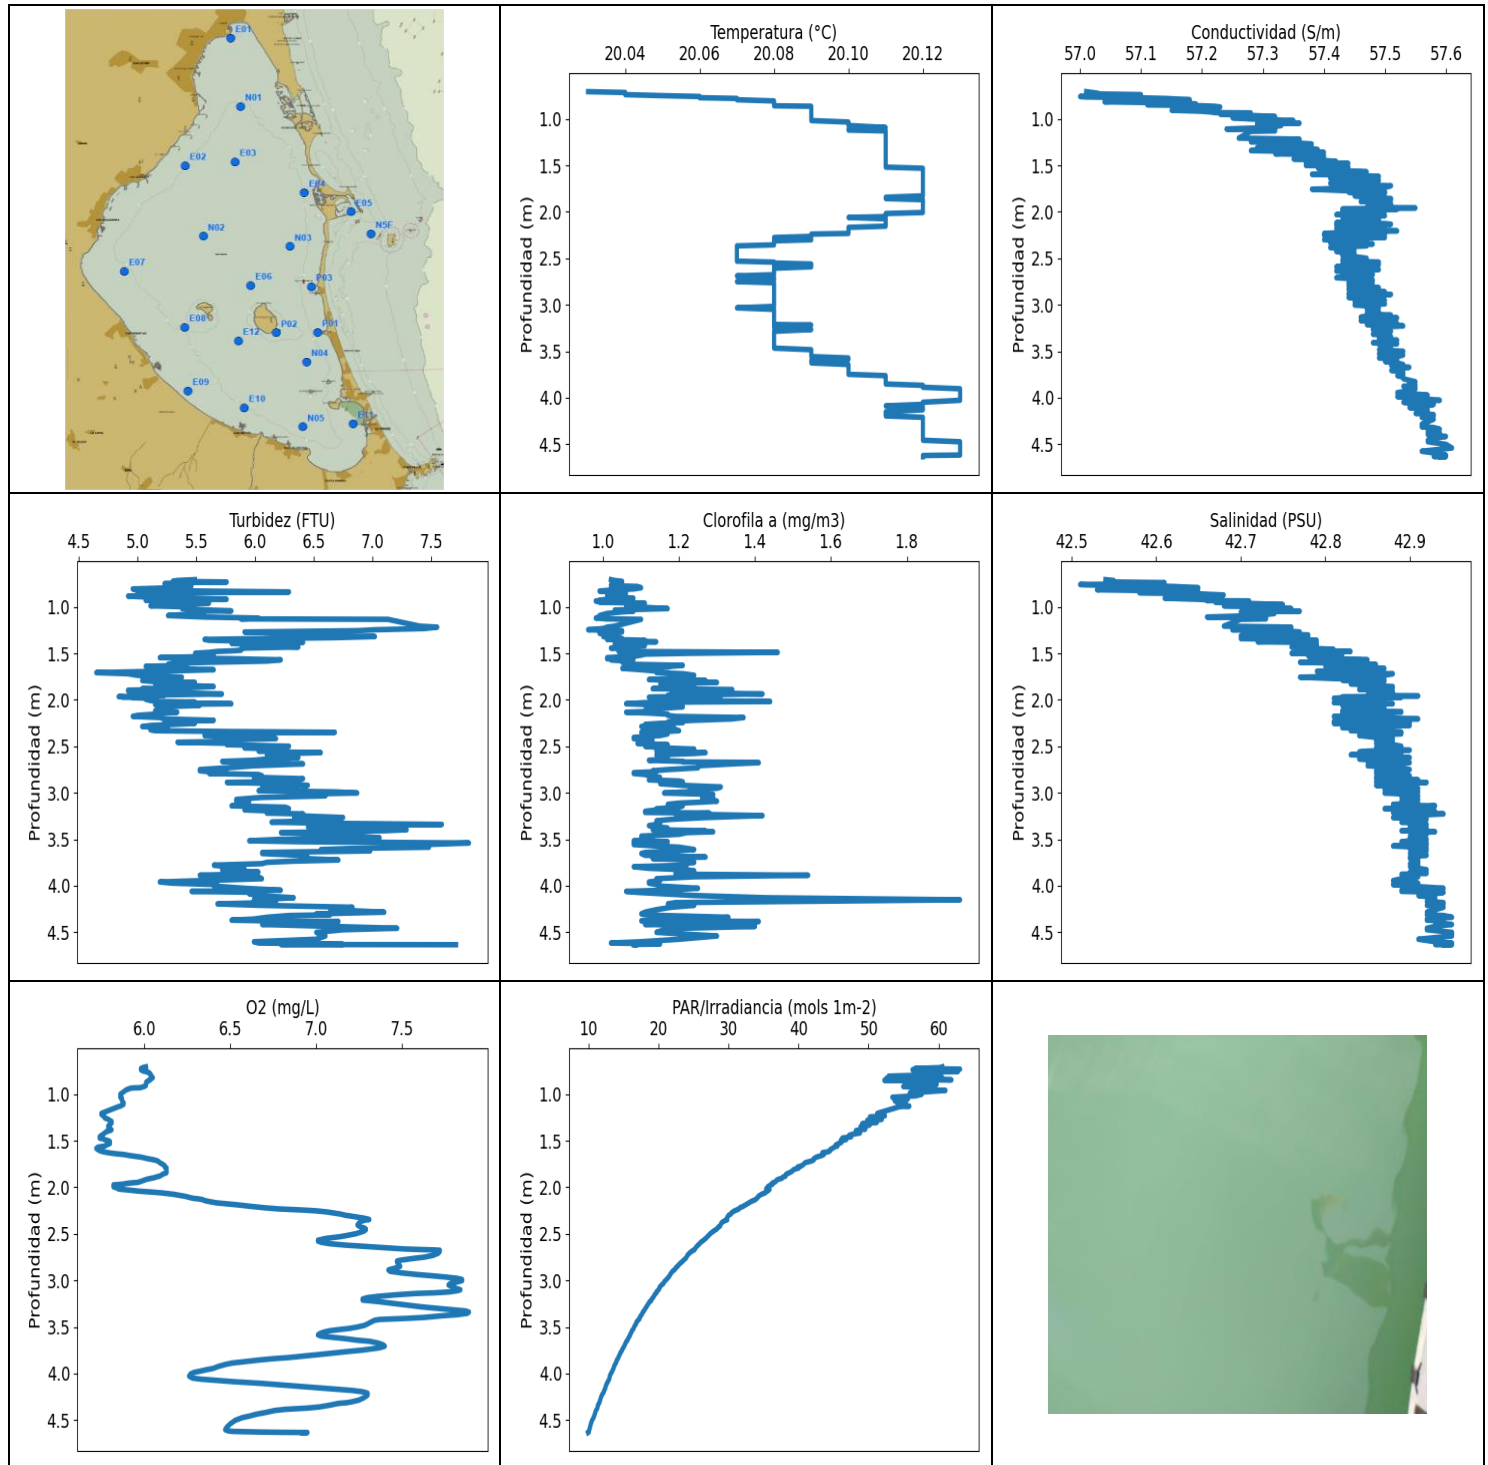 E01
N01
E02
E03
E04
E05
N5F
N02
N03
E07
E06
P03
E08
P02
P01
E12
N04
E09
E10
N05
E11
Temperatura (°C)
20.04 20.06 20.08 20.10 20.12
Profundidad (m)
1.0
1.5
2.0
2.5
3.0
3.5
4.0
4.5
Conductividad (S/m)
57.0 57.1 57.2 57.3 57.4 57.5 57.6
Profundidad (m)
1.0
1.5
2.0
2.5
3.0
3.5
4.0
4.5
Turbidez (FTU)
4.5 5.0 5.5 6.0 6.5 7.0 7.5
Profundidad (m)
1.0
1.5
2.0
2.5
3.0
3.5
4.0
4.5
Clorofila a (mg/m3)
1.0 1.2 1.4 1.6 1.8
Profundidad (m)
1.0
1.5
2.0
2.5
3.0
3.5
4.0
4.5
Salinidad (PSU)
42.5 42.6 42.7 42.8 42.9
Profundidad (m)
1.0
1.5
2.0
2.5
3.0
3.5
4.0
4.5
O2 (mg/L)
6.0 6.5 7.0 7.5
Profundidad (m)
1.0
1.5
2.0
2.5
3.0
3.5
4.0
4.5
PAR/Irradiancia (mols 1m-2)
10 20 30 40 50 60
Profundidad (m)
1.0
1.5
2.0
2.5
3.0
3.5
4.0
4.5